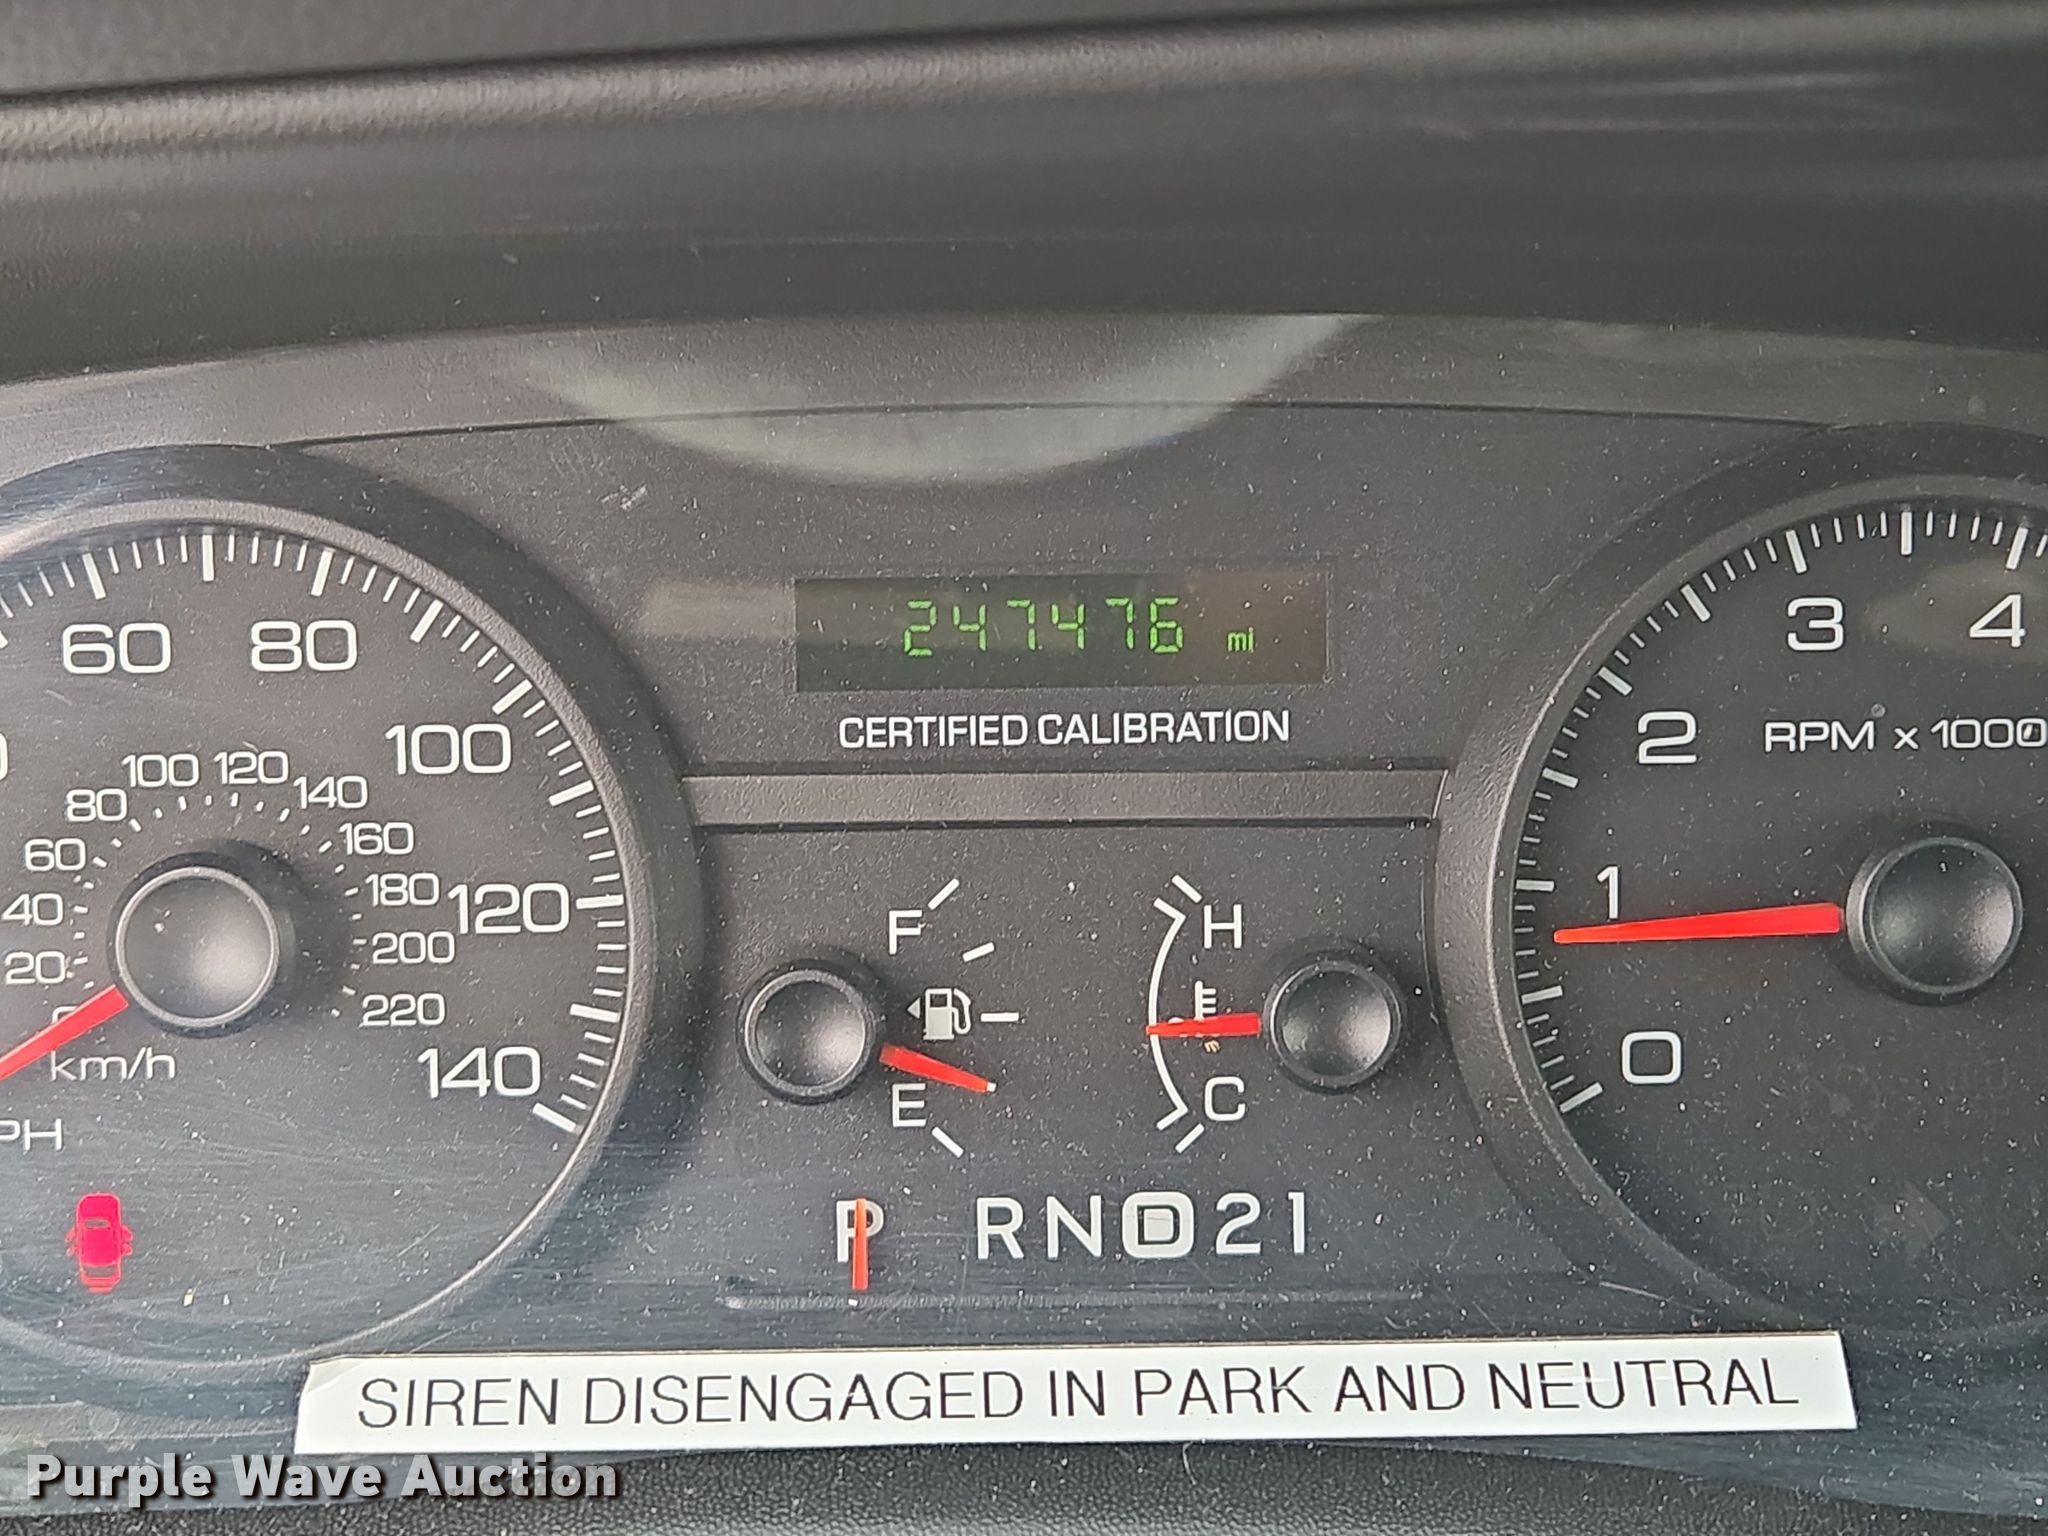 247476 mi
CERTIFIED CALIBRATION
60 80 100 120 140
20 40 60 80 100 120 140 160 180 200 220
km/h
F
E
H
C
0 1 2 3 4
RPM x 1000
P RND21
SIREN DISENGAGED IN PARK AND NEUTRAL
Purple Wave Auction